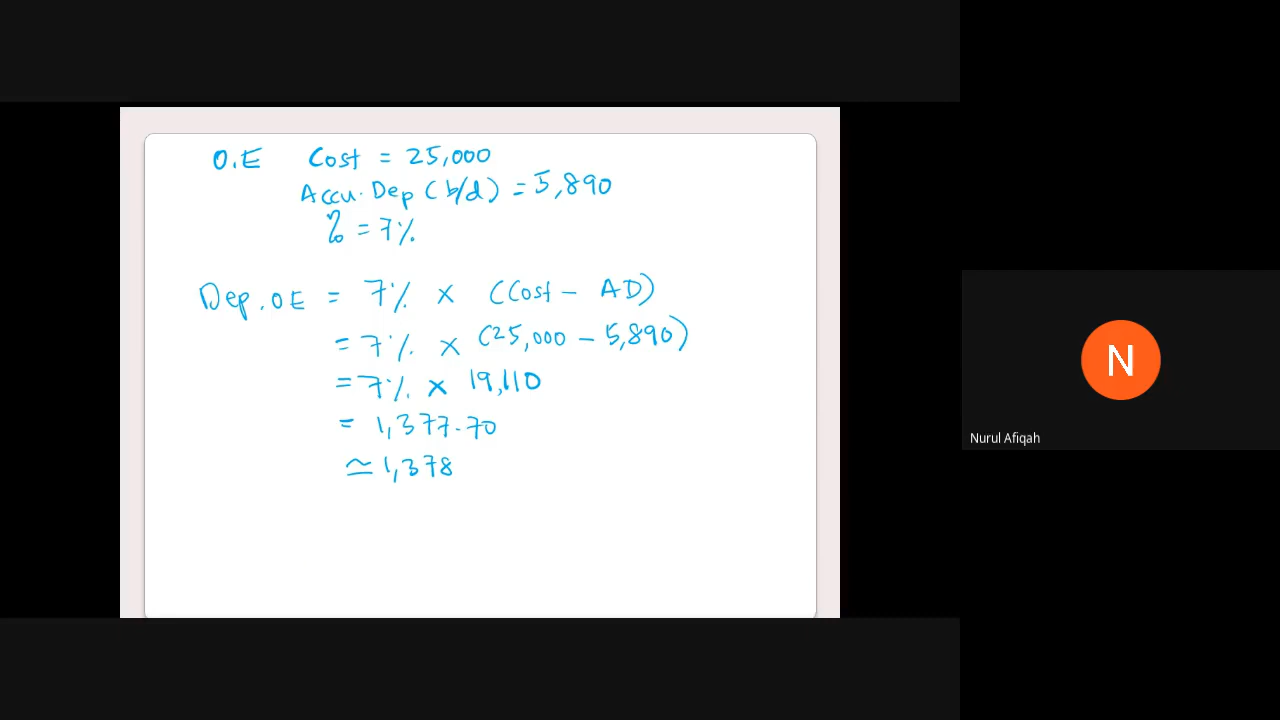 O.E Cost = 25,000
Accu. Dep (b/d) = 5,890
% = 7%
Dep. OE = 7% × (Cost - AD)
= 7% × (25,000 - 5,890)
= 7% × 19,110
= 1,377.70
≃ 1,378
N
Nurul Afiqah